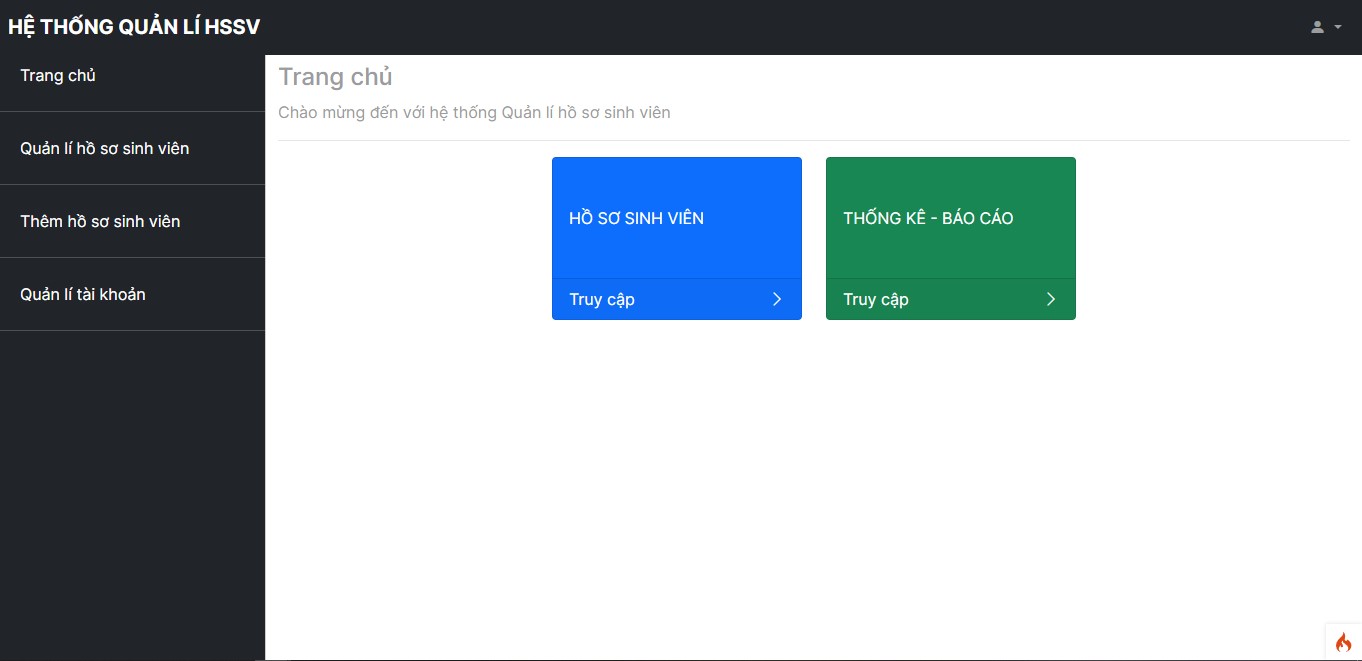 HỆ THỐNG QUẢN LÍ HSSV
Trang chủ
Quản lí hồ sơ sinh viên
Thêm hồ sơ sinh viên
Quản lí tài khoản
Trang chủ
Chào mừng đến với hệ thống Quản lí hồ sơ sinh viên
HỒ SƠ SINH VIÊN
Truy cập
THỐNG KÊ - BÁO CÁO
Truy cập